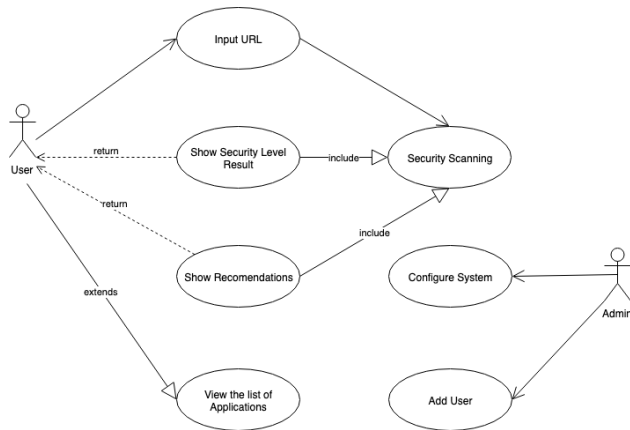 Input URL
return
Show Security Level
Result
include
Security Scanning
User
return
include
Show Recomendations
Configure System
extends
Admin
View the list of
Applications
Add User